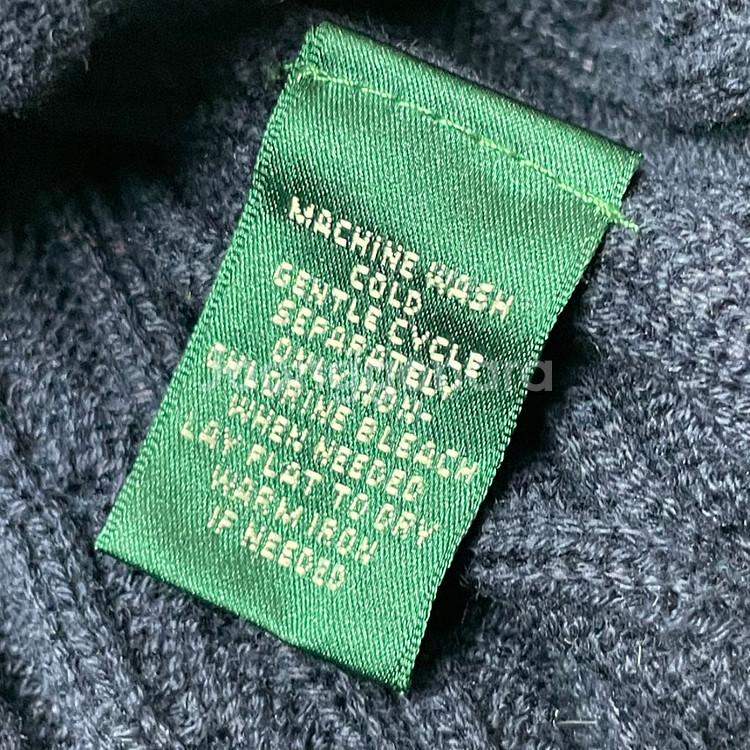 MACHINE WASH
COLD
GENTLE CYCLE
SEPARATELY
ONLY NON-
CHLORINE BLEACH
WHEN NEEDED
LAY FLAT TO DRY
WARM IRON
IF NEEDED